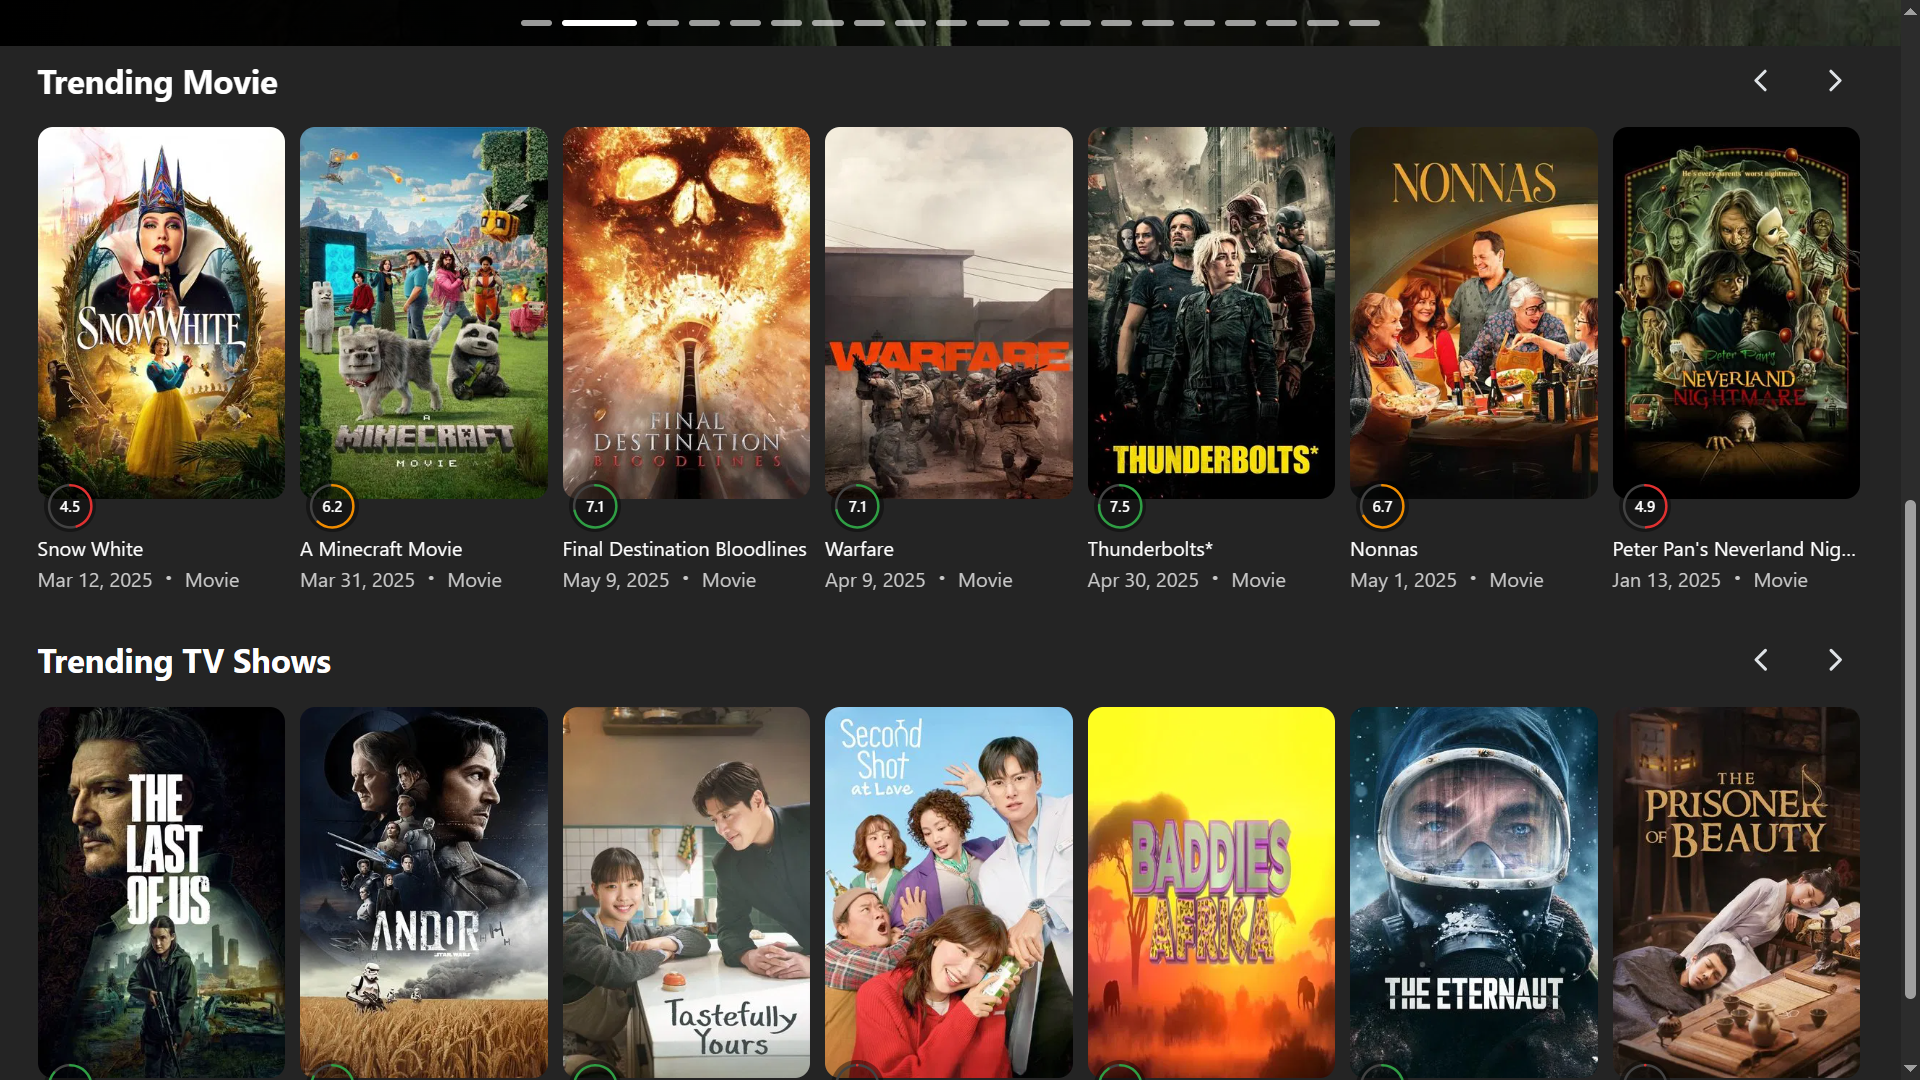 Trending Movie
SNOW WHITE
A
MINECRAFT
MOVIE
FINAL
DESTINATION
BLOODLINES
WARFARE
THUNDERBOLTS*
NONNAS
He's every parents' worst nightmare.
Peter Pan's
NEVERLAND
NIGHTMARE
4.5
6.2
7.1
7.1
7.5
6.7
4.9
Snow White
A Minecraft Movie
Final Destination Bloodlines
Warfare
Thunderbolts*
Nonnas
Peter Pan's Neverland Nig...
Mar 12, 2025 • Movie
Mar 31, 2025 • Movie
May 9, 2025 • Movie
Apr 9, 2025 • Movie
Apr 30, 2025 • Movie
May 1, 2025 • Movie
Jan 13, 2025 • Movie
Trending TV Shows
THE
LAST
OF US
ANDOR
STAR WARS
Tastefully
Yours
Second
Shot
at Love
BADDIES
AFRICA
THE ETERNAUT
THE
PRISONER
OF BEAUTY